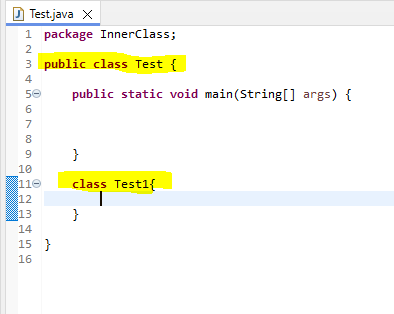 Test.java
1 package InnerClass;
2
3 public class Test {
4
5 public static void main(String[] args) {
6
7
8
9 }
10
11 class Test1{
12
13 }
14
15 }
16